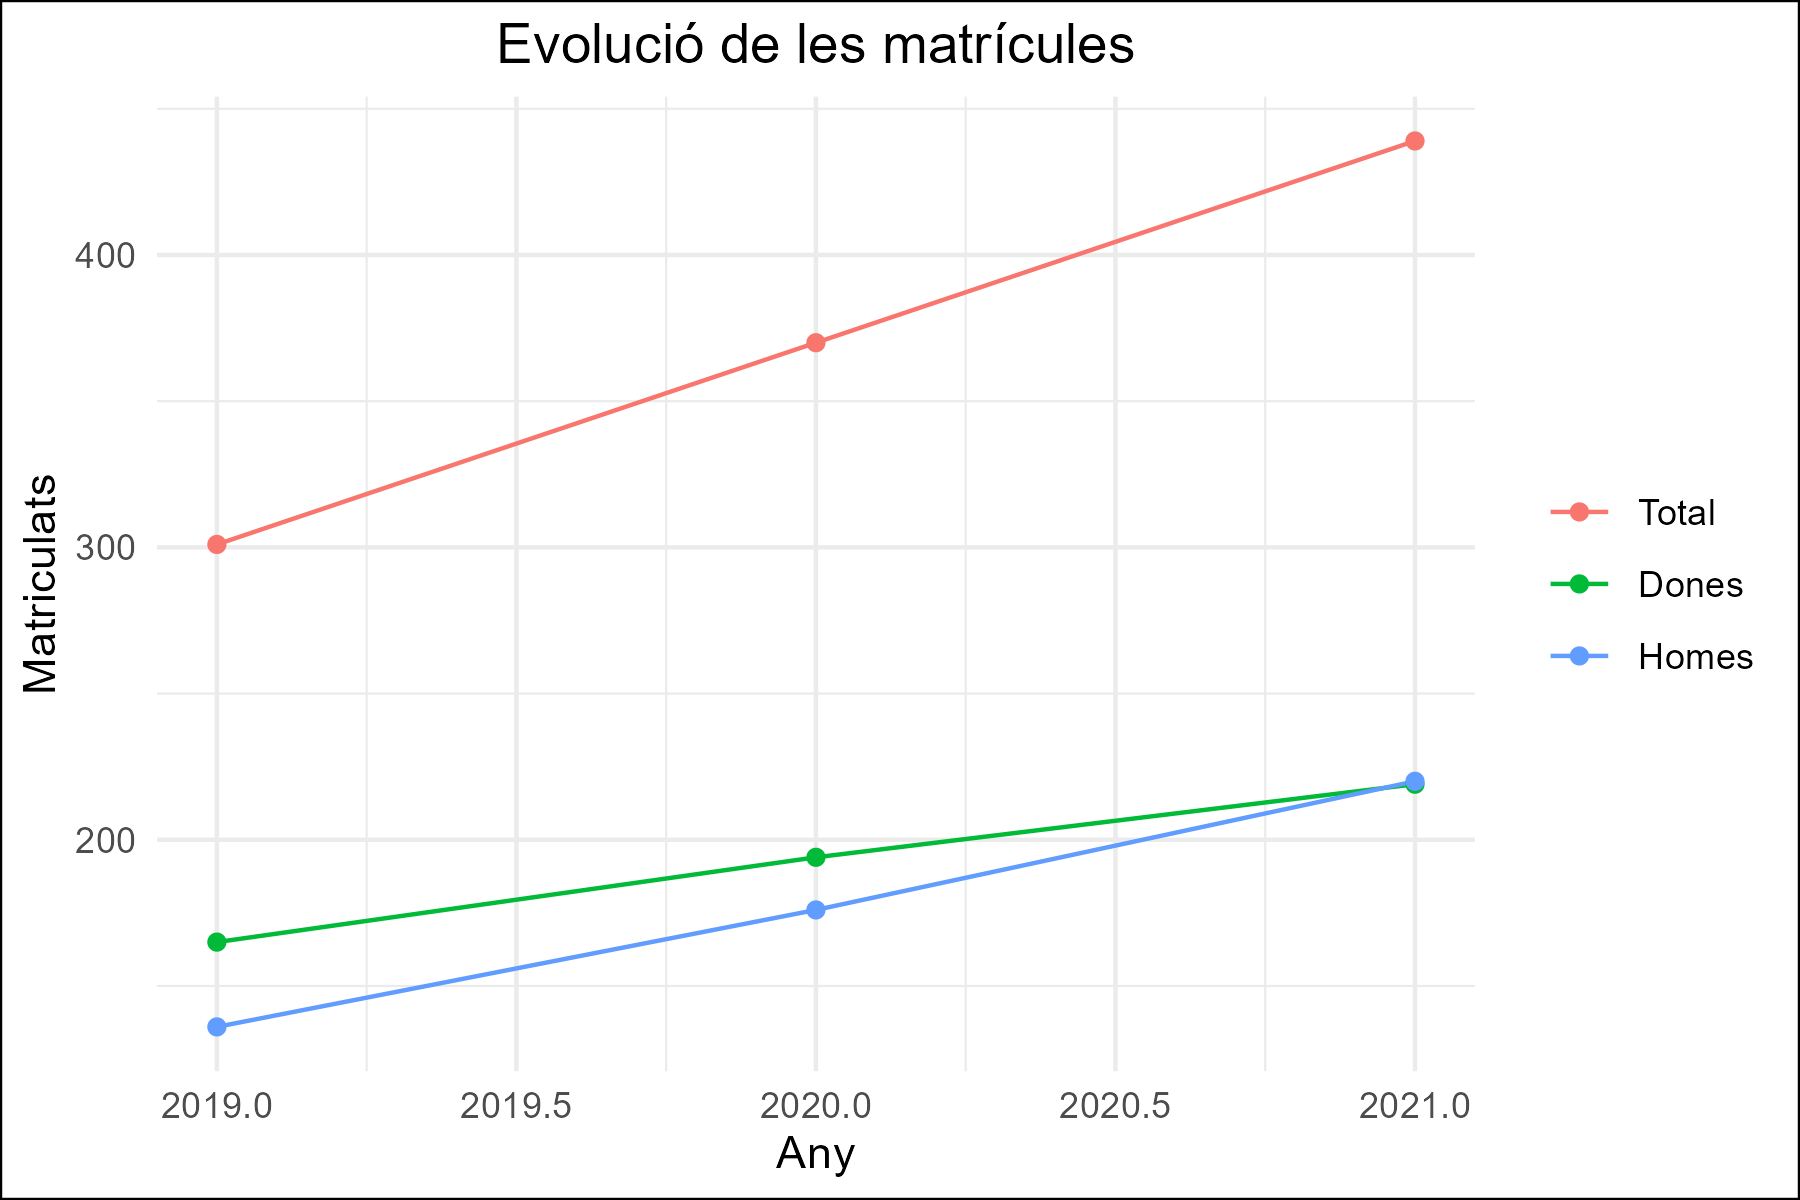 Evolució de les matrícules
Matriculats
400
300
200
2019.0
2019.5
2020.0
2020.5
2021.0
Any
Total
Dones
Homes